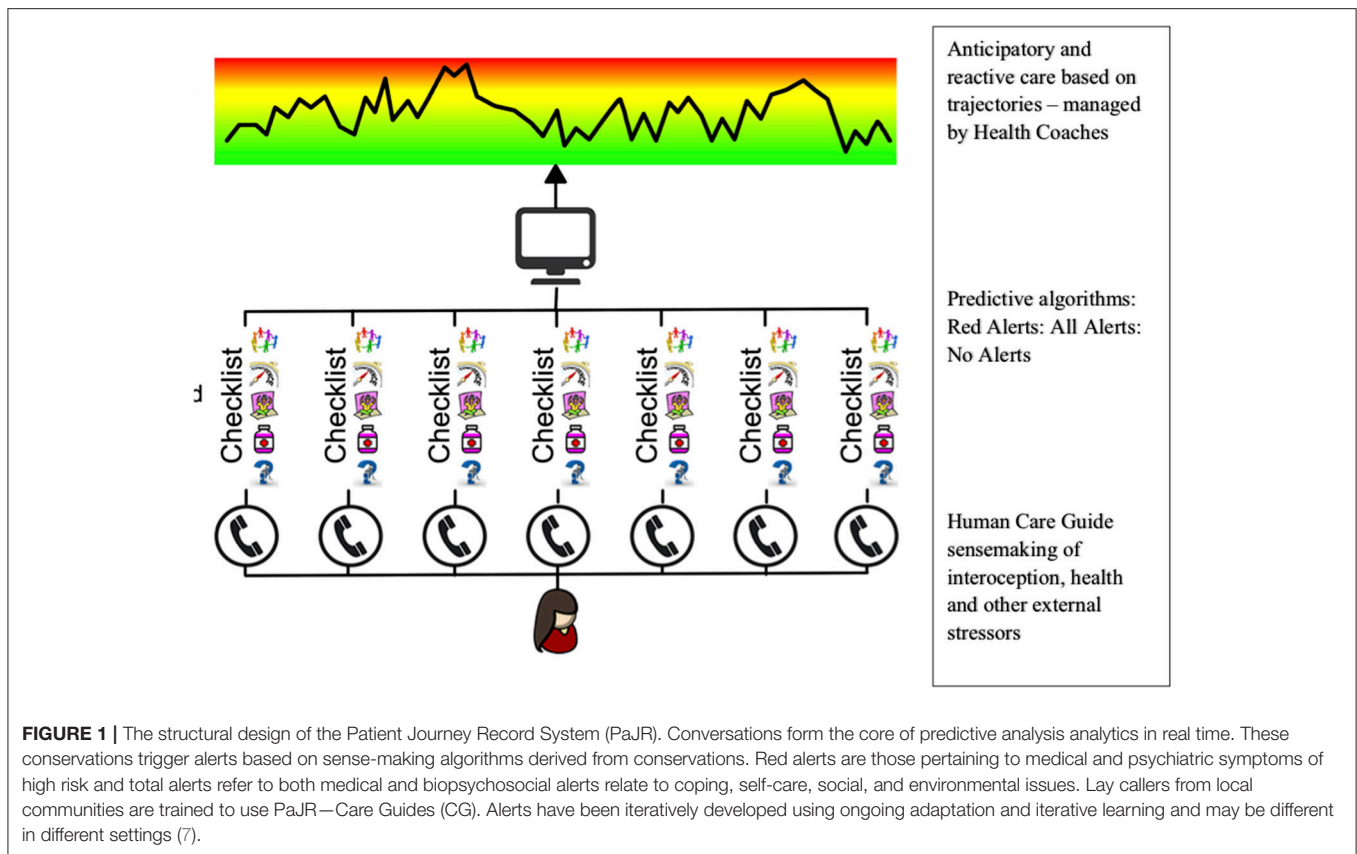 Anticipatory and
reactive care based on
trajectories – managed
by Health Coaches
Predictive algorithms:
Red Alerts: All Alerts:
No Alerts
Checklist
Checklist
Checklist
Checklist
Checklist
Checklist
Checklist
d
Human Care Guide
sensemaking of
interoception, health
and other external
stressors
FIGURE 1 | The structural design of the Patient Journey Record System (PaJR). Conversations form the core of predictive analysis analytics in real time. These
conservations trigger alerts based on sense-making algorithms derived from conservations. Red alerts are those pertaining to medical and psychiatric symptoms of
high risk and total alerts refer to both medical and biopsychosocial alerts relate to coping, self-care, social, and environmental issues. Lay callers from local
communities are trained to use PaJR—Care Guides (CG). Alerts have been iteratively developed using ongoing adaptation and iterative learning and may be different
in different settings (7).